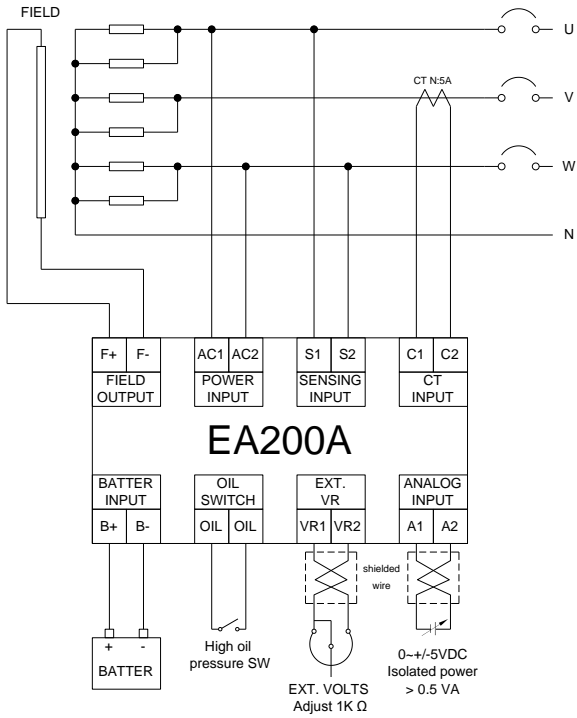 FIELD
U
CT N:5A
V
W
N
F+ F- AC1 AC2 S1 S2 C1 C2
FIELD OUTPUT
POWER INPUT
SENSING INPUT
CT INPUT
EA200A
BATTER INPUT
OIL SWITCH
EXT. VR
ANALOG INPUT
B+ B- OIL OIL VR1 VR2 A1 A2
shielded
wire
+ -
BATTER
High oil
pressure SW
EXT. VOLTS
Adjust 1K Ω
0~+/-5VDC
Isolated power
> 0.5 VA